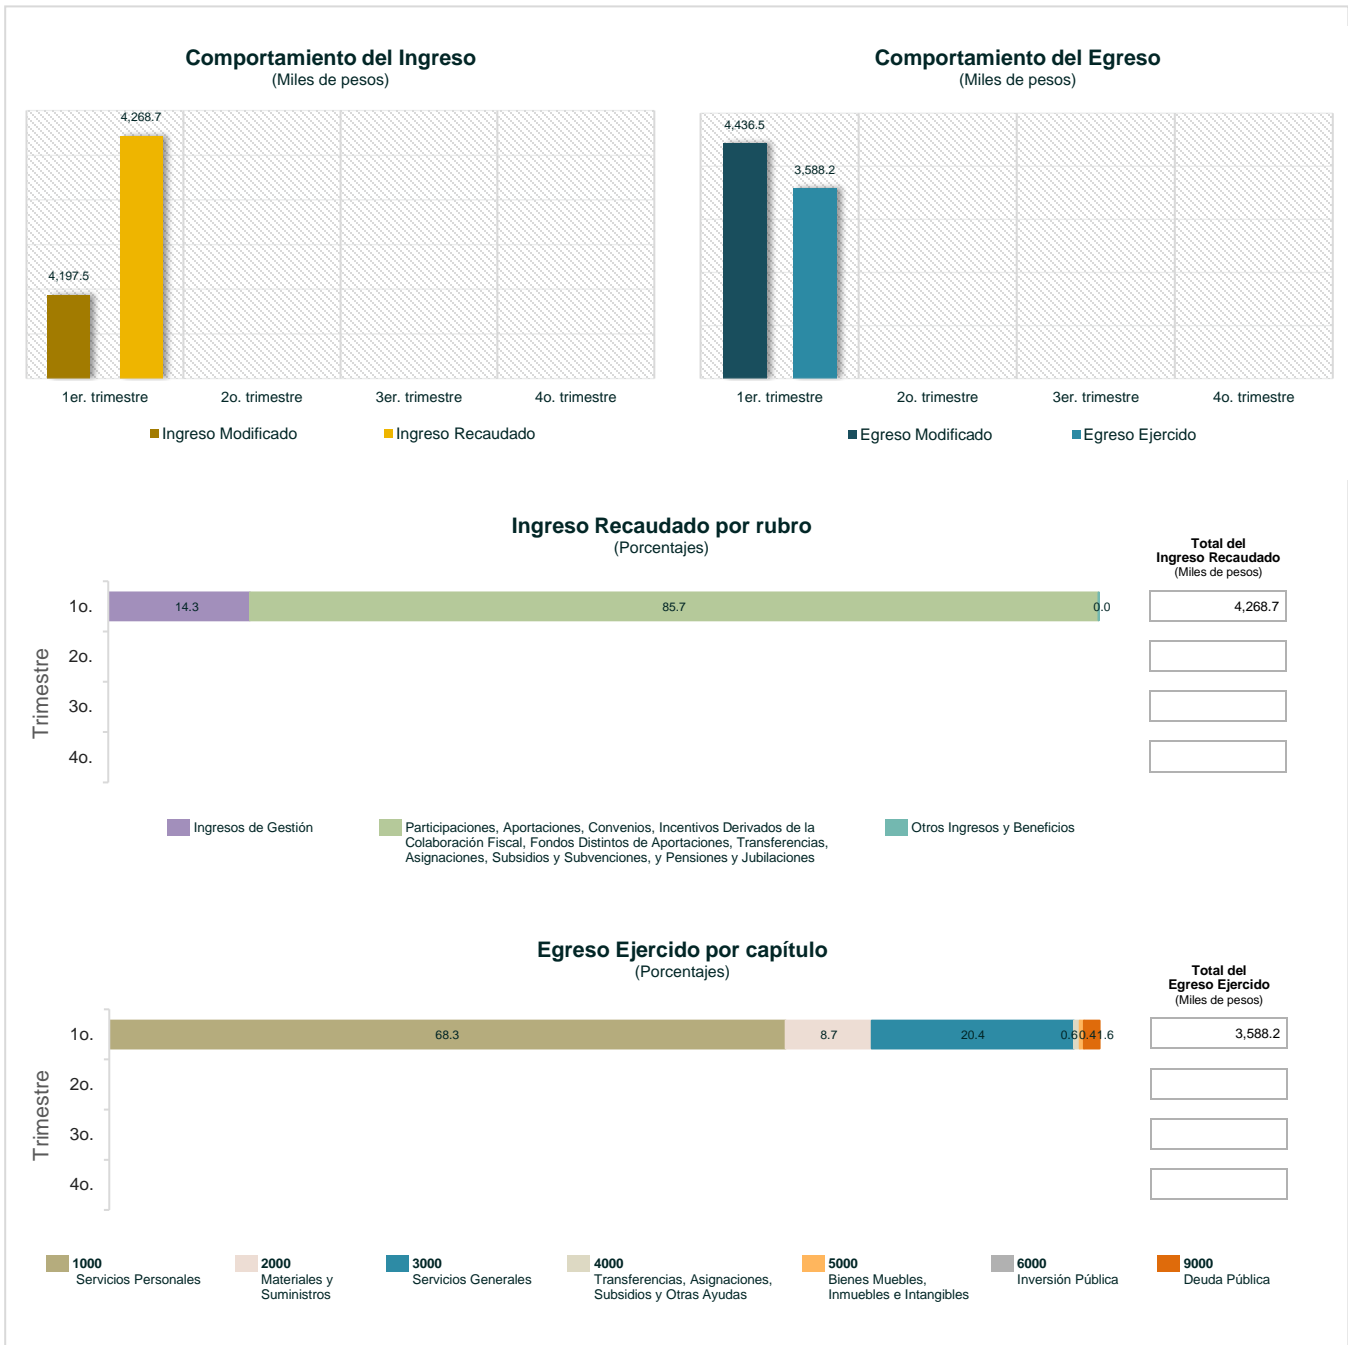 Comportamiento del Ingreso
(Miles de pesos)
4,268.7
4,197.5
1er. trimestre
2o. trimestre
3er. trimestre
4o. trimestre
Ingreso Modificado
Ingreso Recaudado
Comportamiento del Egreso
(Miles de pesos)
4,436.5
3,588.2
1er. trimestre
2o. trimestre
3er. trimestre
4o. trimestre
Egreso Modificado
Egreso Ejercido
Ingreso Recaudado por rubro
(Porcentajes)
Total del
Ingreso Recaudado
(Miles de pesos)
Trimestre
1o.
14.3
85.7
0.0
4,268.7
2o.
3o.
4o.
Ingresos de Gestión
Participaciones, Aportaciones, Convenios, Incentivos Derivados de la
Colaboración Fiscal, Fondos Distintos de Aportaciones, Transferencias,
Asignaciones, Subsidios y Subvenciones, y Pensiones y Jubilaciones
Otros Ingresos y Beneficios
Egreso Ejercido por capítulo
(Porcentajes)
Total del
Egreso Ejercido
(Miles de pesos)
Trimestre
1o.
68.3
8.7
20.4
0.6
0.4
1.6
3,588.2
2o.
3o.
4o.
1000
Servicios Personales
2000
Materiales y
Suministros
3000
Servicios Generales
4000
Transferencias, Asignaciones,
Subsidios y Otras Ayudas
5000
Bienes Muebles,
Inmuebles e Intangibles
6000
Inversión Pública
9000
Deuda Pública